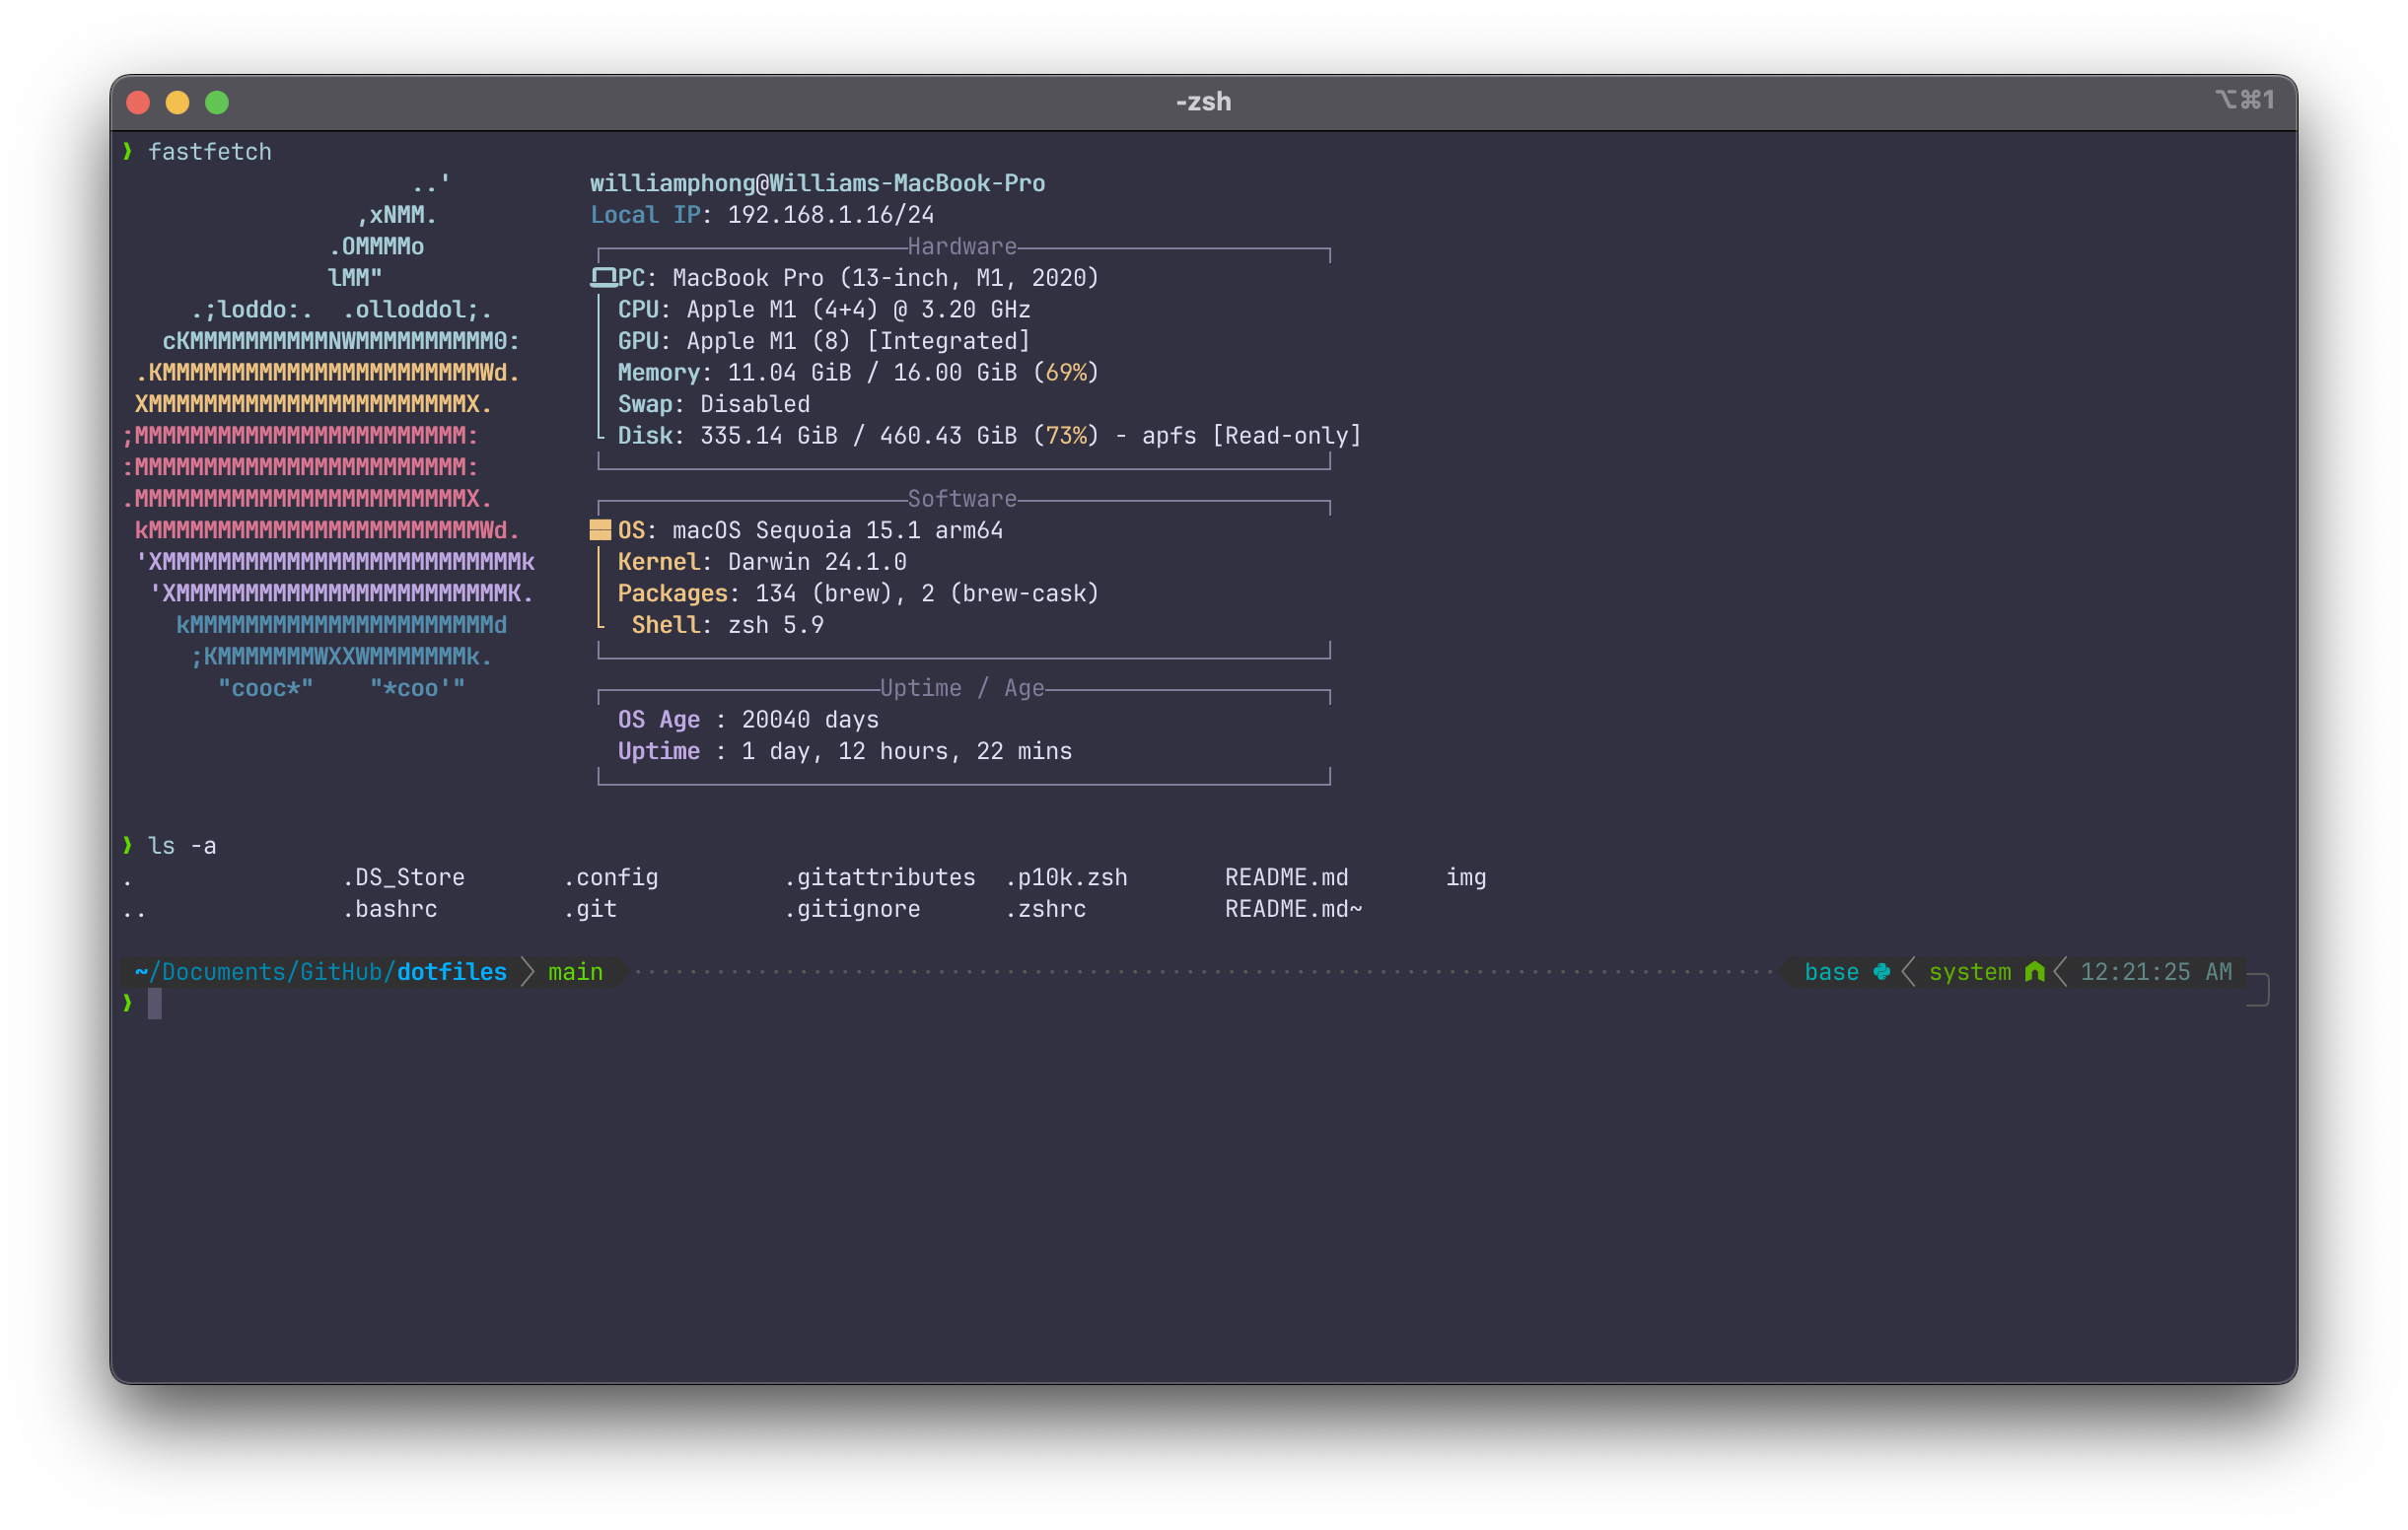 -zsh ⌥⌘1
❱ fastfetch
..' williamphong@Williams-MacBook-Pro
,xNMM. Local IP: 192.168.1.16/24
.OMMMMo Hardware
lMM" PC: MacBook Pro (13-inch, M1, 2020)
.;loddo:. .olloddol;. CPU: Apple M1 (4+4) @ 3.20 GHz
cKMMMMMMMMMMNWMMMMMMMMMM0: GPU: Apple M1 (8) [Integrated]
.KMMMMMMMMMMMMMMMMMMMMMMMWd. Memory: 11.04 GiB / 16.00 GiB (69%)
XMMMMMMMMMMMMMMMMMMMMMMMX. Swap: Disabled
;MMMMMMMMMMMMMMMMMMMMMMMM: Disk: 335.14 GiB / 460.43 GiB (73%) - apfs [Read-only]
:MMMMMMMMMMMMMMMMMMMMMMMM:
.MMMMMMMMMMMMMMMMMMMMMMMMX. Software
kMMMMMMMMMMMMMMMMMMMMMMMMWd. OS: macOS Sequoia 15.1 arm64
'XMMMMMMMMMMMMMMMMMMMMMMMMMMk Kernel: Darwin 24.1.0
'XMMMMMMMMMMMMMMMMMMMMMMMMK. Packages: 134 (brew), 2 (brew-cask)
kMMMMMMMMMMMMMMMMMMMMMMd Shell: zsh 5.9
;KMMMMMMMWXXWMMMMMMMk.
"cooc*" "*coo'" Uptime / Age
OS Age : 20040 days
Uptime : 1 day, 12 hours, 22 mins
❱ ls -a
. .DS_Store .config .gitattributes .p10k.zsh README.md img
.. .bashrc .git .gitignore .zshrc README.md~
~/Documents/GitHub/dotfiles main base system 12:21:25 AM
❱